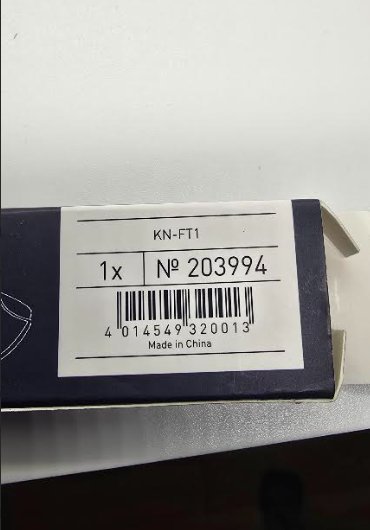 KN-FT1
1x № 203994
4 014549 320013
Made in China